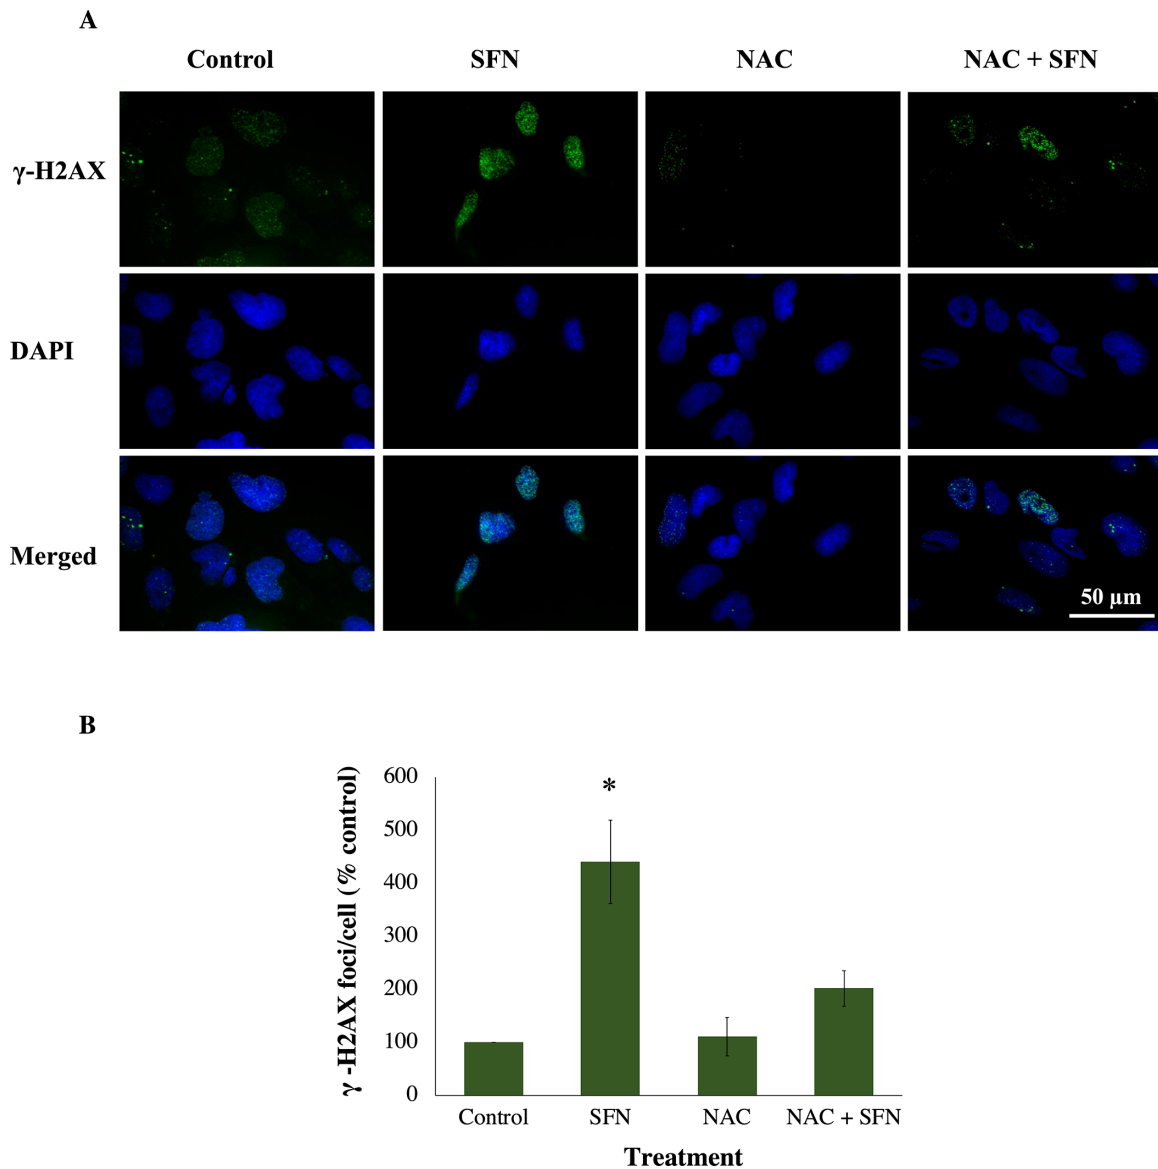 A
Control SFN NAC NAC + SFN
γ-H2AX
DAPI
Merged
50 µm
B
γ -H2AX foci/cell (% control)
600
500
400
300
200
100
0
Control SFN NAC NAC + SFN
Treatment
*